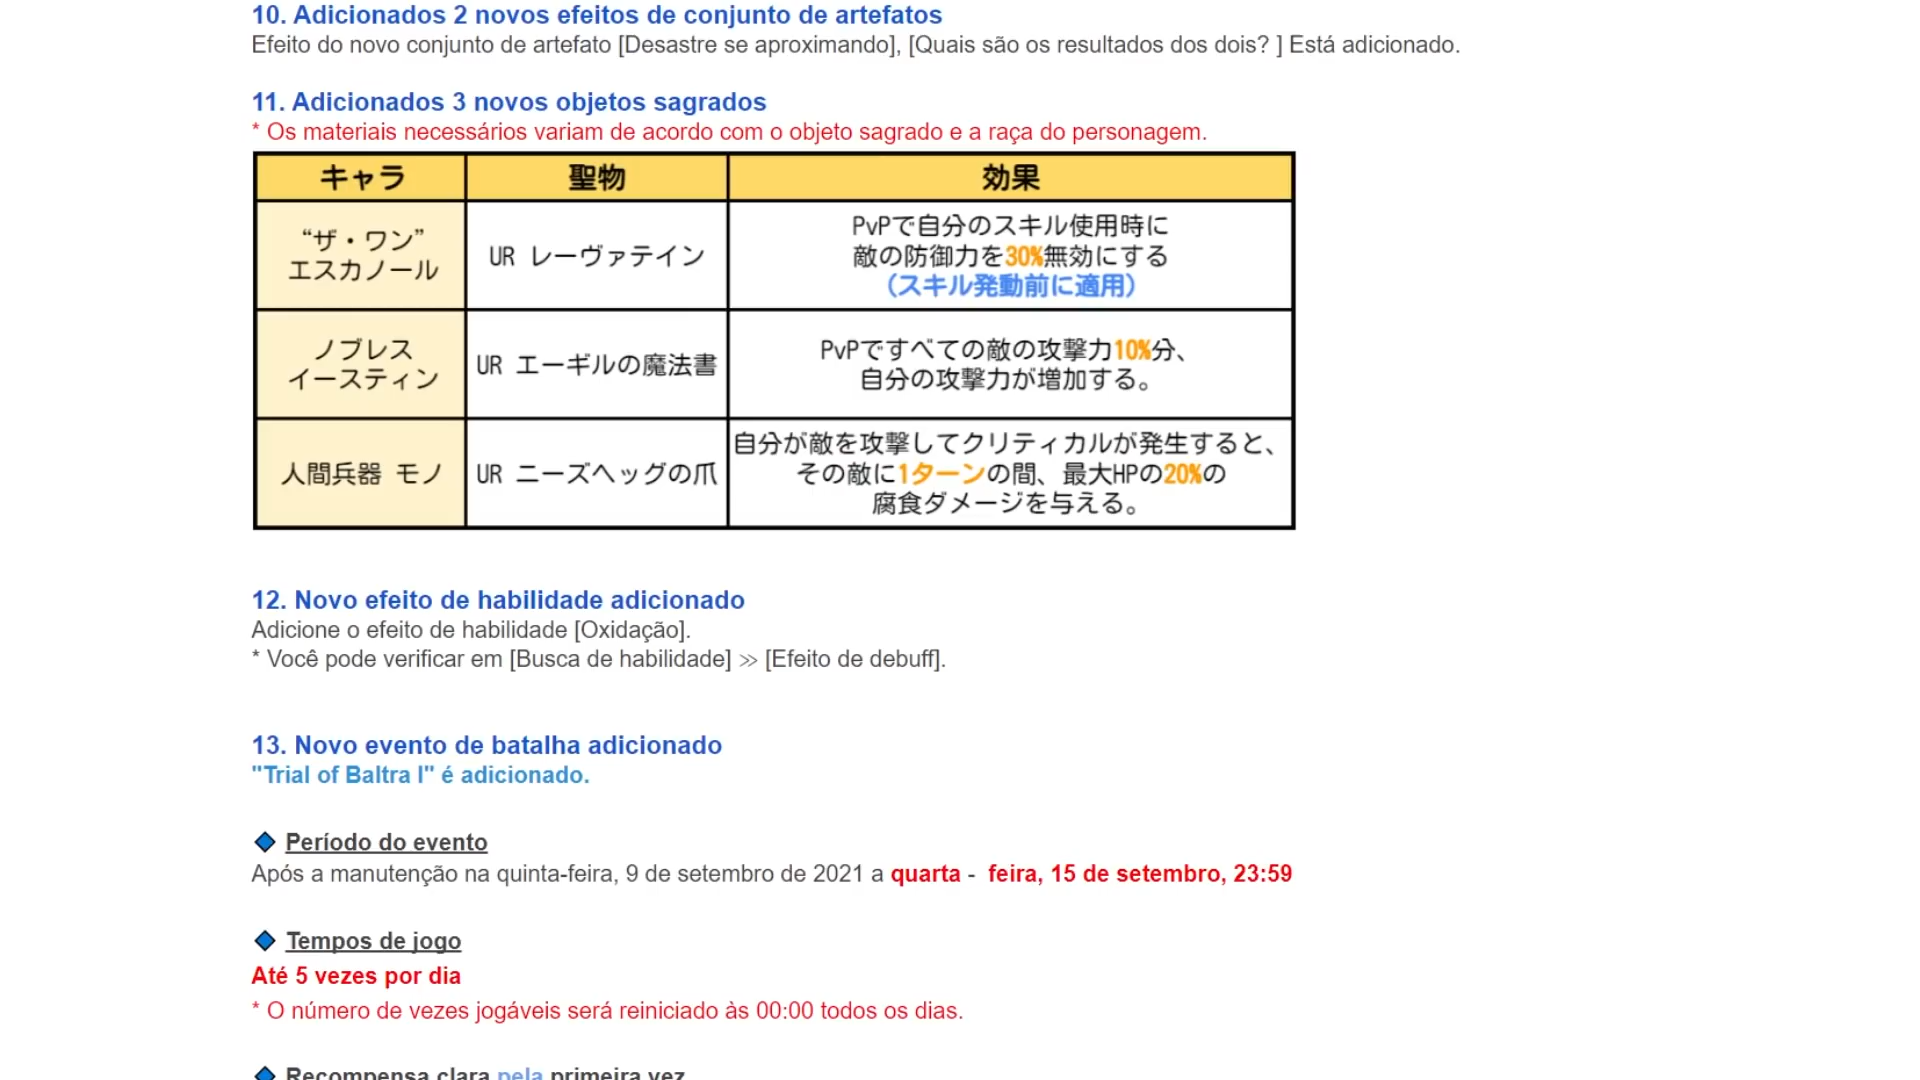 10. Adicionados 2 novos efeitos de conjunto de artefatos
Efeito do novo conjunto de artefato [Desastre se aproximando], [Quais são os resultados dos dois? ] Está adicionado.
11. Adicionados 3 novos objetos sagrados
* Os materiais necessários variam de acordo com o objeto sagrado e a raça do personagem.
キャラ 聖物 効果
“ザ・ワン”
エスカノール
UR レーヴァテイン
PvPで自分のスキル使用時に
敵の防御力を30%無効にする
（スキル発動前に適用）
ノブレス
イースティン
UR エーギルの魔法書
PvPですべての敵の攻撃力10%分、
自分の攻撃力が増加する。
人間兵器 モノ
UR ニーズヘッグの爪
自分が敵を攻撃してクリティカルが発生すると、
その敵に1ターンの間、最大HPの20%の
腐食ダメージを与える。
12. Novo efeito de habilidade adicionado
Adicione o efeito de habilidade [Oxidação].
* Você pode verificar em [Busca de habilidade] ≫ [Efeito de debuff].
13. Novo evento de batalha adicionado
"Trial of Baltra I" é adicionado.
◆ Período do evento
Após a manutenção na quinta-feira, 9 de setembro de 2021 a quarta - feira, 15 de setembro, 23:59
◆ Tempos de jogo
Até 5 vezes por dia
* O número de vezes jogáveis será reiniciado às 00:00 todos os dias.
◆ Recompensa clara pela primeira vez